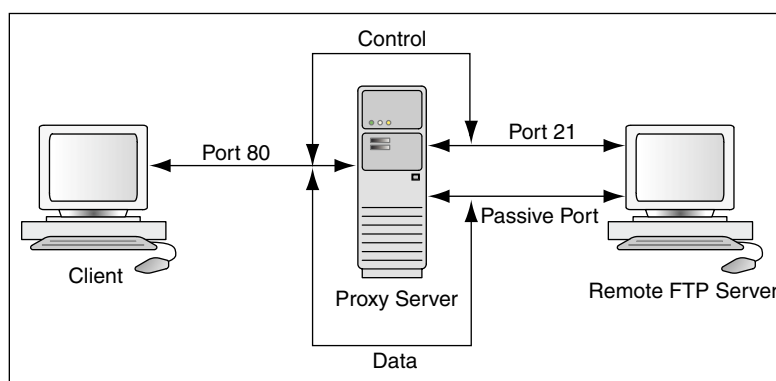 Control
Port 80
Port 21
Passive Port
Client
Proxy Server
Remote FTP Server
Data